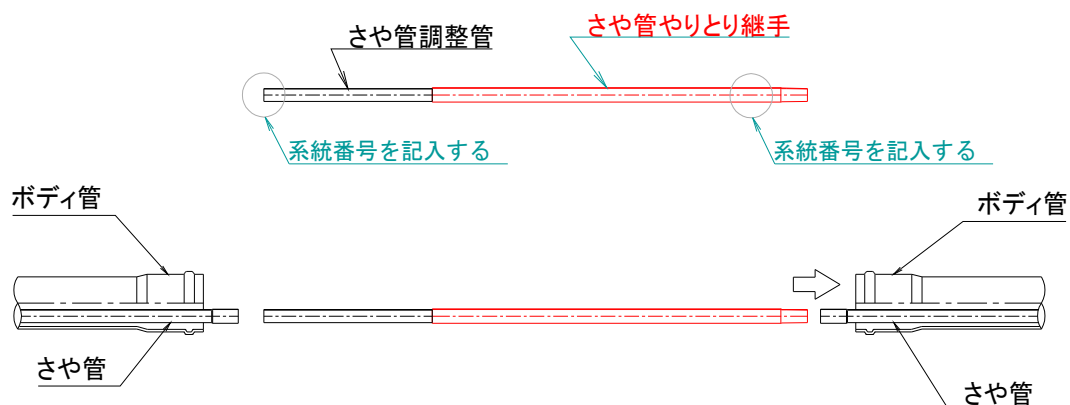 さや管調整管
さや管やりとり継手
系統番号を記入する
系統番号を記入する
ボディ管
ボディ管
さや管
さや管